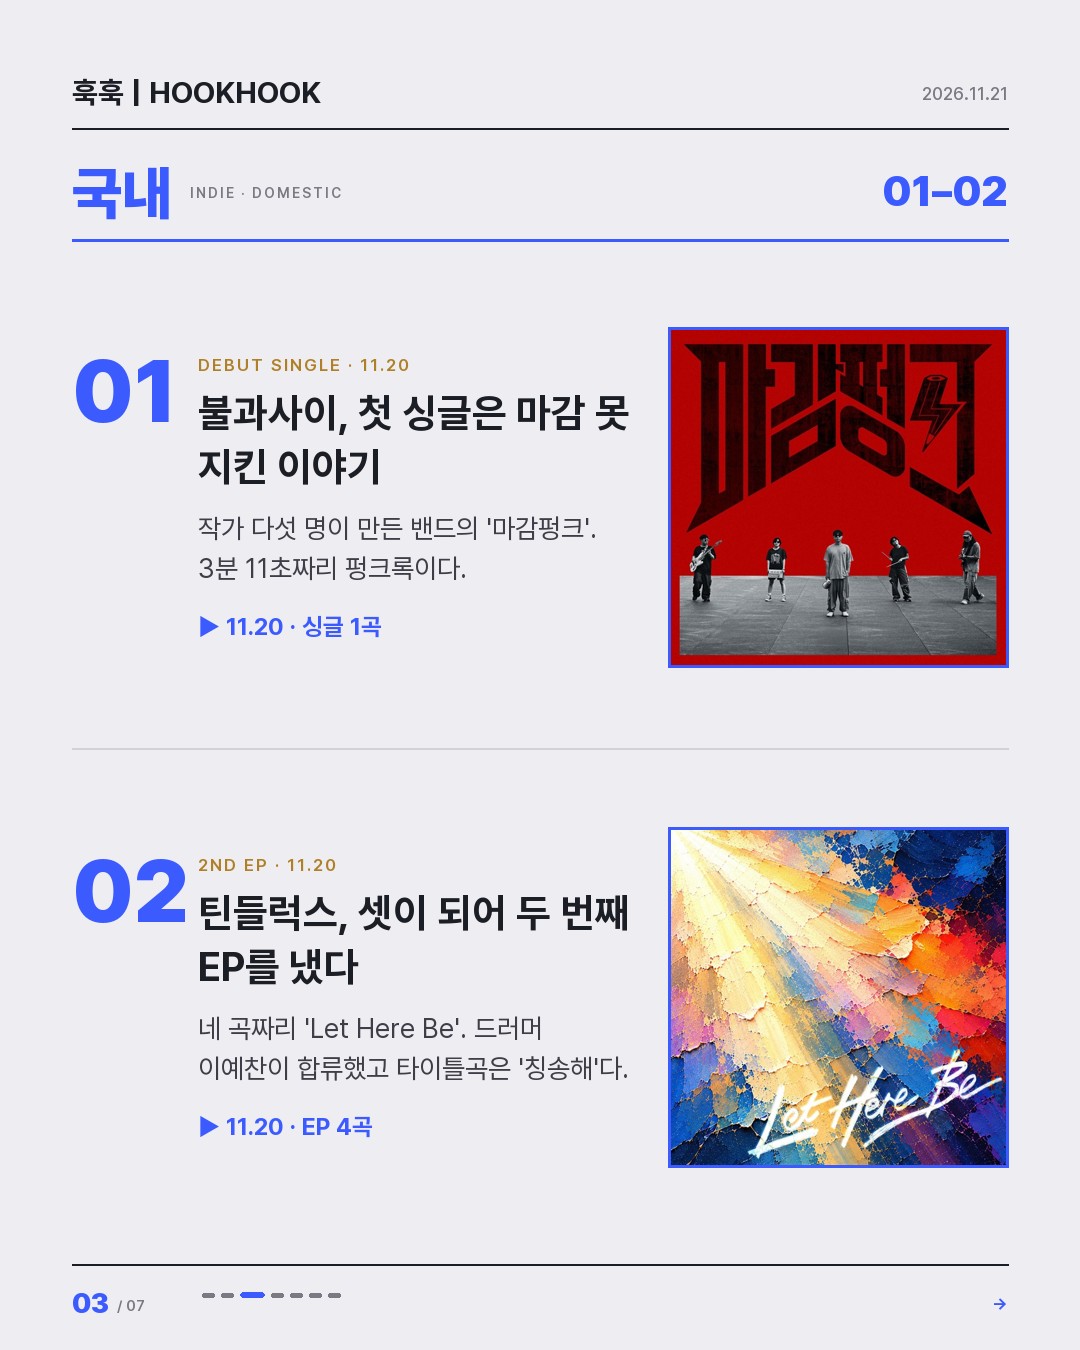 훅훅 | HOOKHOOK
2026.11.21
국내
INDIE · DOMESTIC
01–02
01
DEBUT SINGLE · 11.20
불과사이, 첫 싱글은 마감 못
지킨 이야기
작가 다섯 명이 만든 밴드의 '마감펑크'.
3분 11초짜리 펑크록이다.
▶ 11.20 · 싱글 1곡
마감펑크
02
2ND EP · 11.20
틴들럭스, 셋이 되어 두 번째
EP를 냈다
네 곡짜리 'Let Here Be'. 드러머
이예찬이 합류했고 타이틀곡은 '칭송해'다.
▶ 11.20 · EP 4곡
Let Here Be
03 / 07
→